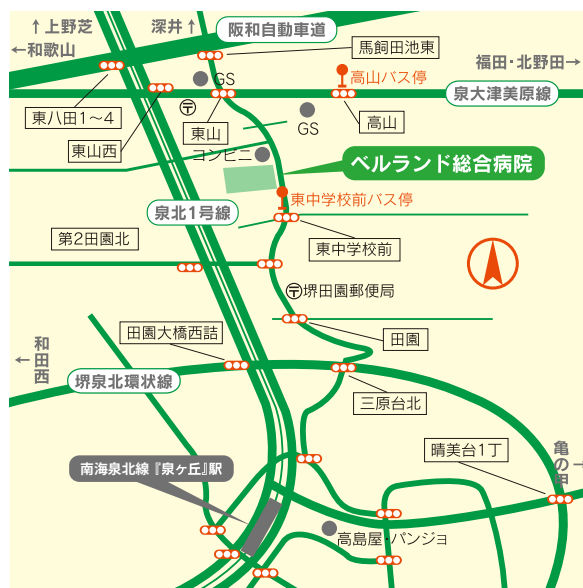 ↑上野芝
深井↑
阪和自動車道
←和歌山
馬飼田池東
福田・北野田→
GS
高山バス停
泉大津美原線
〒
東八田1～4
東山
GS
高山
東山西
コンビニ
ベルランド総合病院
東中学校前バス停
泉北1号線
第2田園北
東中学校前
〒堺田園郵便局
田園大橋西詰
田園
←和田西
堺泉北環状線
三原台北
晴美台1丁
亀の甲→
南海泉北線『泉ヶ丘』駅
高島屋・パンジョ